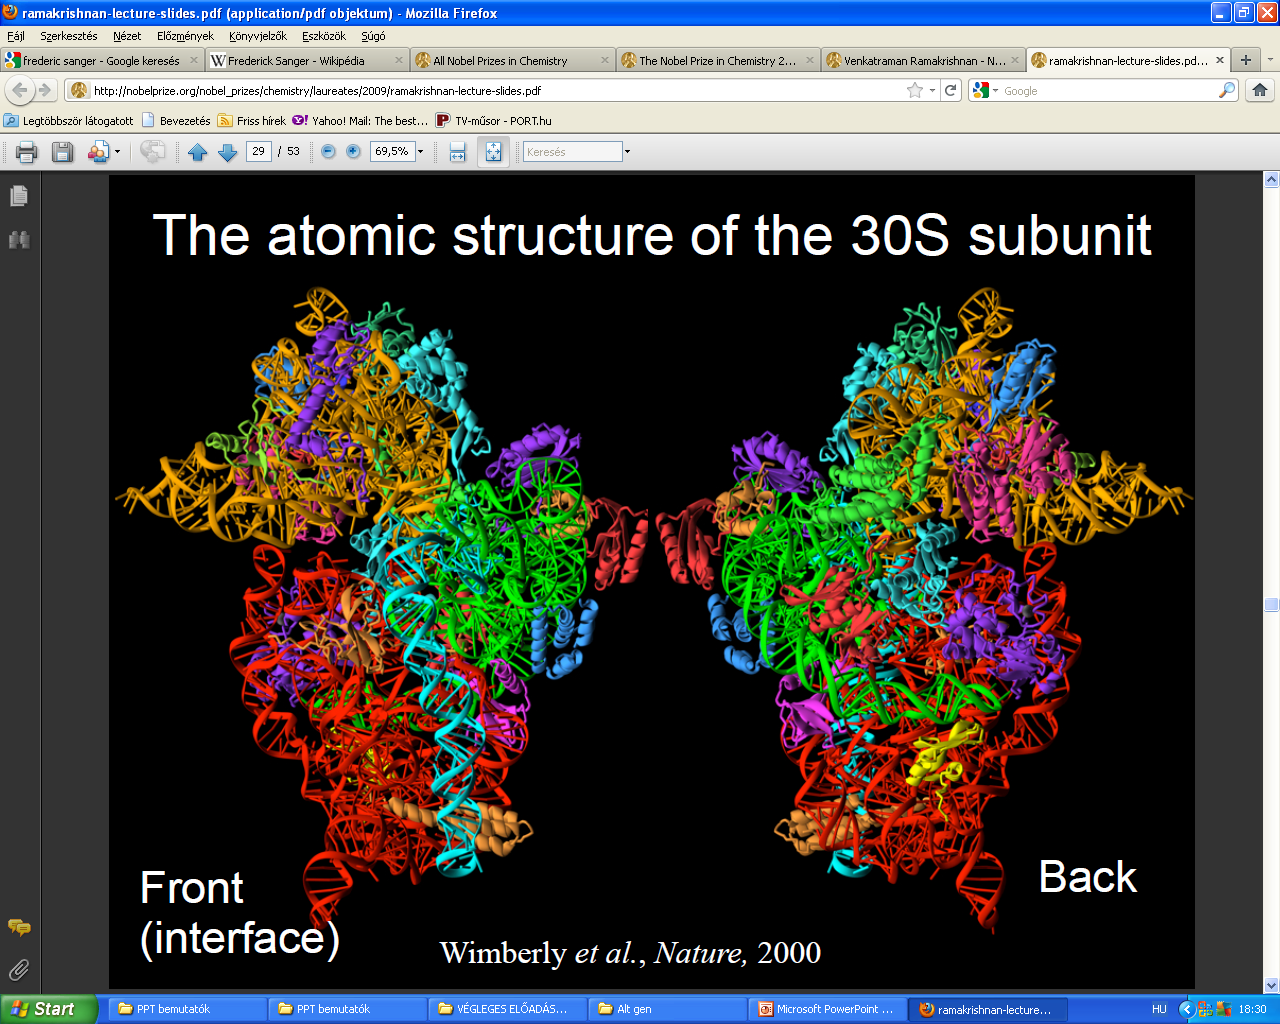 ramakrishnan-lecture-slides.pdf (application/pdf objektum) - Mozilla Firefox
Fájl Szerkesztés Nézet Előzmények Könyvjelzők Eszközök Súgó
frederic sanger - Google keresés Frederick Sanger - Wikipédia All Nobel Prizes in Chemistry The Nobel Prize in Chemistry 2... Venkatraman Ramakrishnan - N... ramakrishnan-lecture-slides.pd...
http://nobelprize.org/nobel_prizes/chemistry/laureates/2009/ramakrishnan-lecture-slides.pdf Google
Legtöbbször látogatott Bevezetés Friss hírek Yahoo! Mail: The best... TV-műsor - PORT.hu
29 / 53 69,5% Keresés
The atomic structure of the 30S subunit
Front
(interface)
Back
Wimberly et al., Nature, 2000
Start PPT bemutatók PPT bemutatók VÉGLEGES ELŐADÁS... Alt gen Microsoft PowerPoint ... ramakrishnan-lecture... HU 18:30